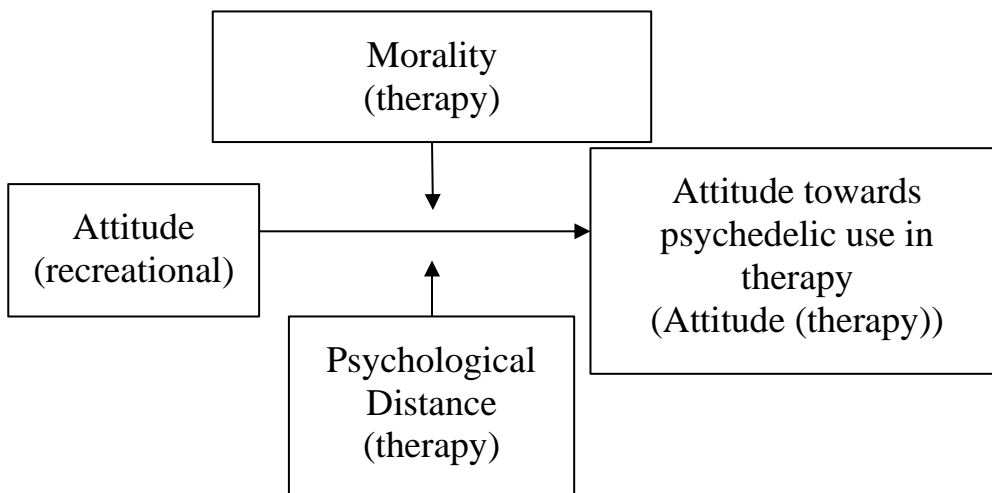 Morality
(therapy)
Attitude
(recreational)
Attitude towards
psychedelic use in
therapy
(Attitude (therapy))
Psychological
Distance
(therapy)